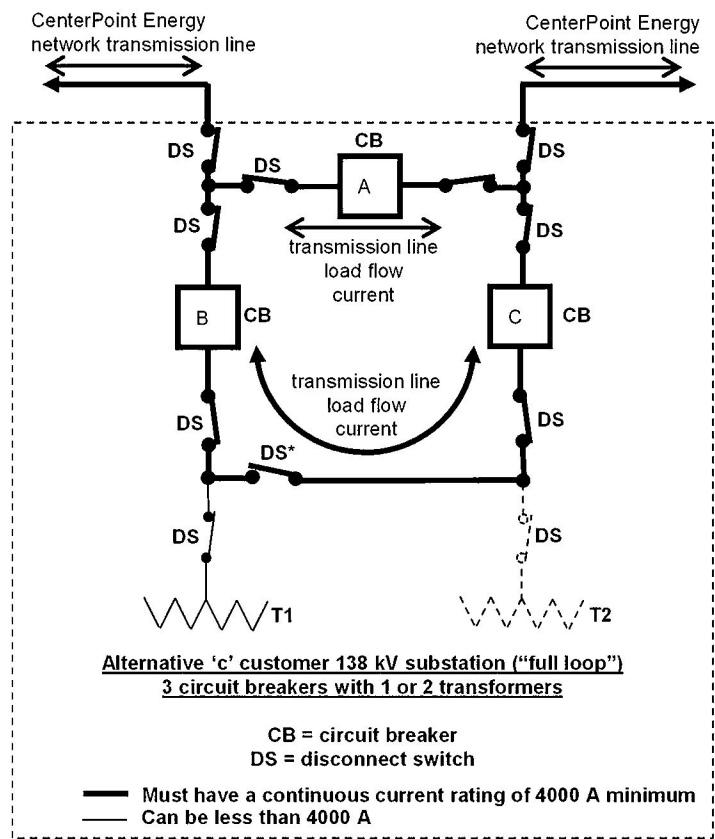 CenterPoint Energy
network transmission line
CenterPoint Energy
network transmission line
DS
DS
CB
A
DS
DS
DS
transmission line
load flow
current
B
CB
C
CB
transmission line
load flow
current
DS
DS*
DS
DS
DS
T1
T2
Alternative ‘c’ customer 138 kV substation (“full loop”)
3 circuit breakers with 1 or 2 transformers
CB = circuit breaker
DS = disconnect switch
Must have a continuous current rating of 4000 A minimum
Can be less than 4000 A